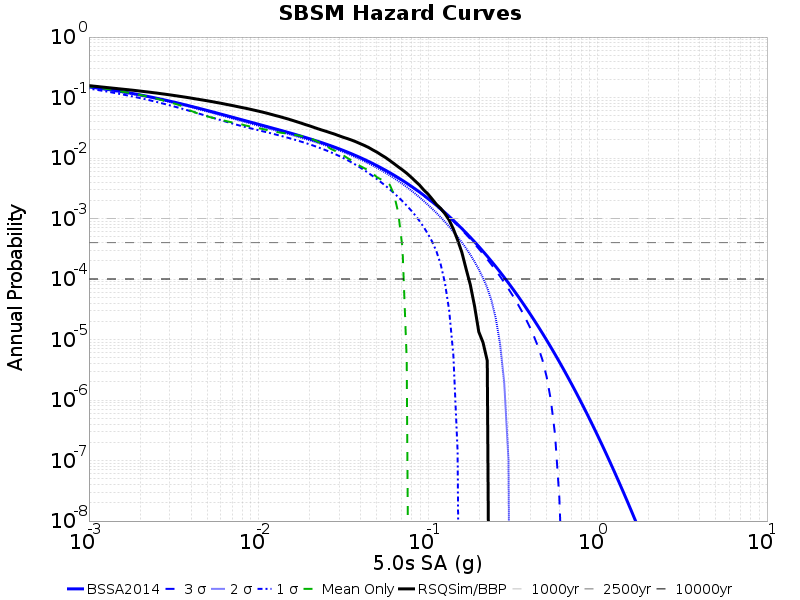 SBSM Hazard Curves
10^0
10^-1
10^-2
10^-3
10^-4
10^-5
10^-6
10^-7
10^-8
Annual Probability
10^-3 10^-2 10^-1 10^0 10^1
5.0s SA (g)
BSSA2014 3 σ 2 σ 1 σ Mean Only RSQSim/BBP 1000yr 2500yr 10000yr